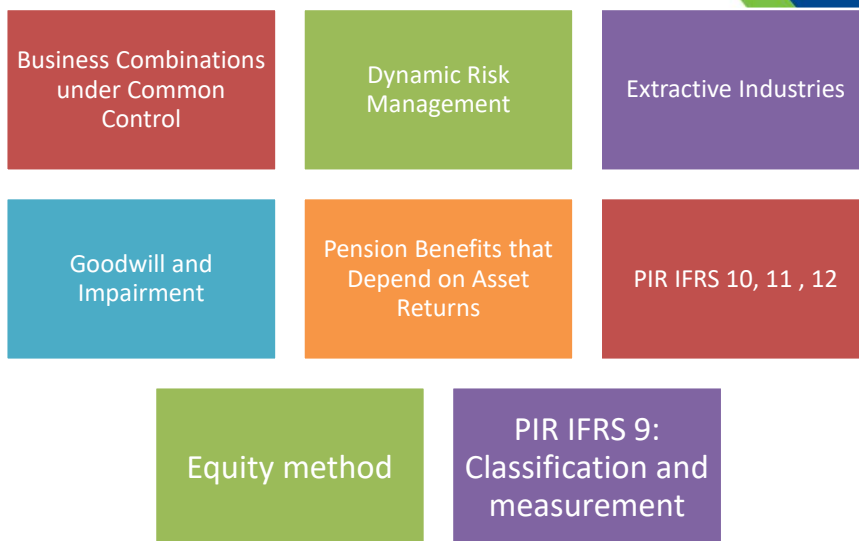 Business Combinations
under Common
Control
Dynamic Risk
Management
Extractive Industries
Goodwill and
Impairment
Pension Benefits that
Depend on Asset
Returns
PIR IFRS 10, 11 , 12
Equity method
PIR IFRS 9:
Classification and
measurement